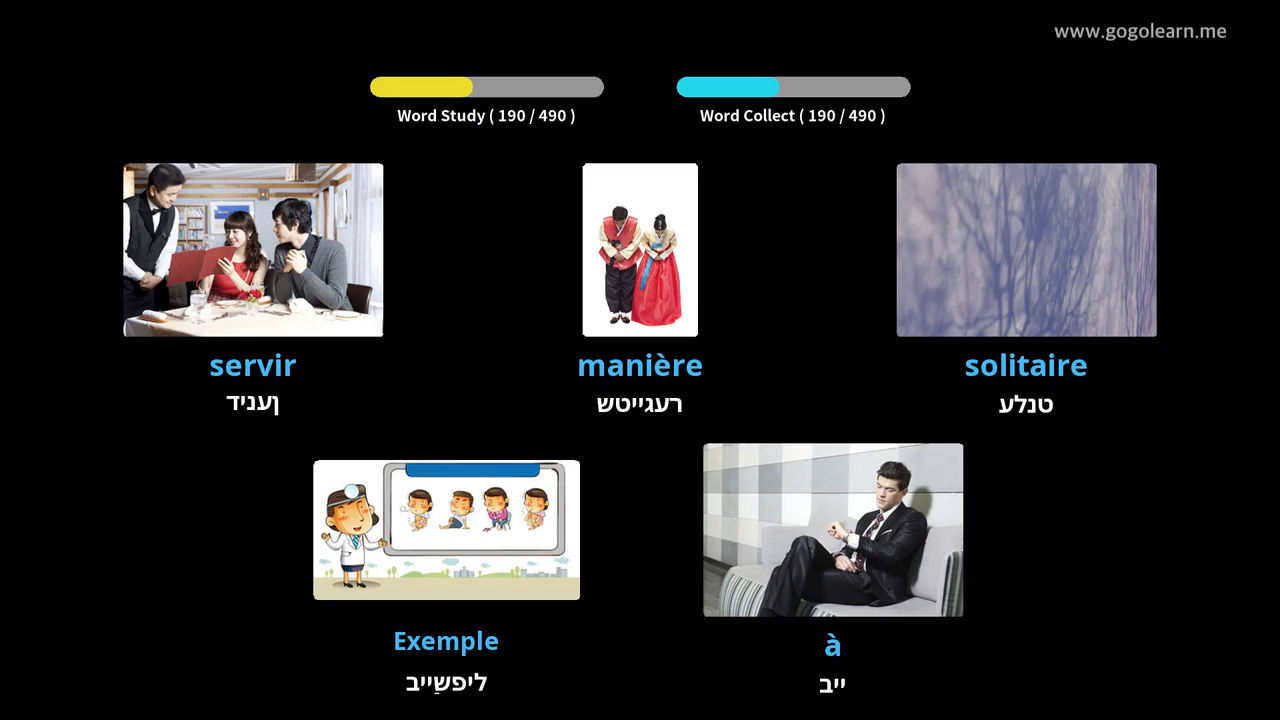 www.gogolearn.me
Word Study ( 190 / 490 )
Word Collect ( 190 / 490 )
servir
manière
solitaire
ןעניד
רעגייטש
טנלע
Exemple
à
ליפשַייב
ייב